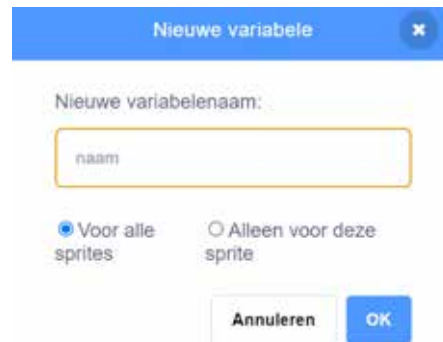 Nieuwe variabele
Nieuwe variabelenaam:
naam
Voor alle
sprites
Alleen voor deze
sprite
Annuleren
OK